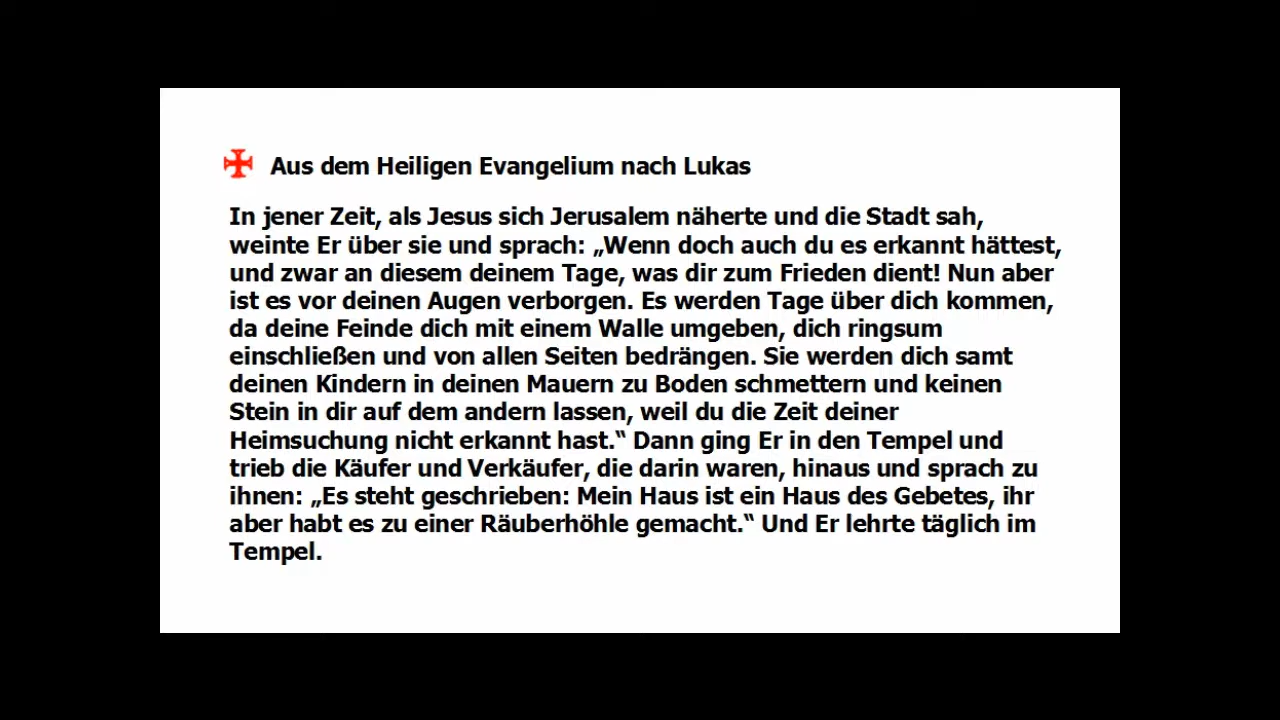 Aus dem Heiligen Evangelium nach Lukas
In jener Zeit, als Jesus sich Jerusalem näherte und die Stadt sah,
weinte Er über sie und sprach: „Wenn doch auch du es erkannt hättest,
und zwar an diesem deinem Tage, was dir zum Frieden dient! Nun aber
ist es vor deinen Augen verborgen. Es werden Tage über dich kommen,
da deine Feinde dich mit einem Walle umgeben, dich ringsum
einschließen und von allen Seiten bedrängen. Sie werden dich samt
deinen Kindern in deinen Mauern zu Boden schmettern und keinen
Stein in dir auf dem andern lassen, weil du die Zeit deiner
Heimsuchung nicht erkannt hast.“ Dann ging Er in den Tempel und
trieb die Käufer und Verkäufer, die darin waren, hinaus und sprach zu
ihnen: „Es steht geschrieben: Mein Haus ist ein Haus des Gebetes, ihr
aber habt es zu einer Räuberhöhle gemacht.“ Und Er lehrte täglich im
Tempel.